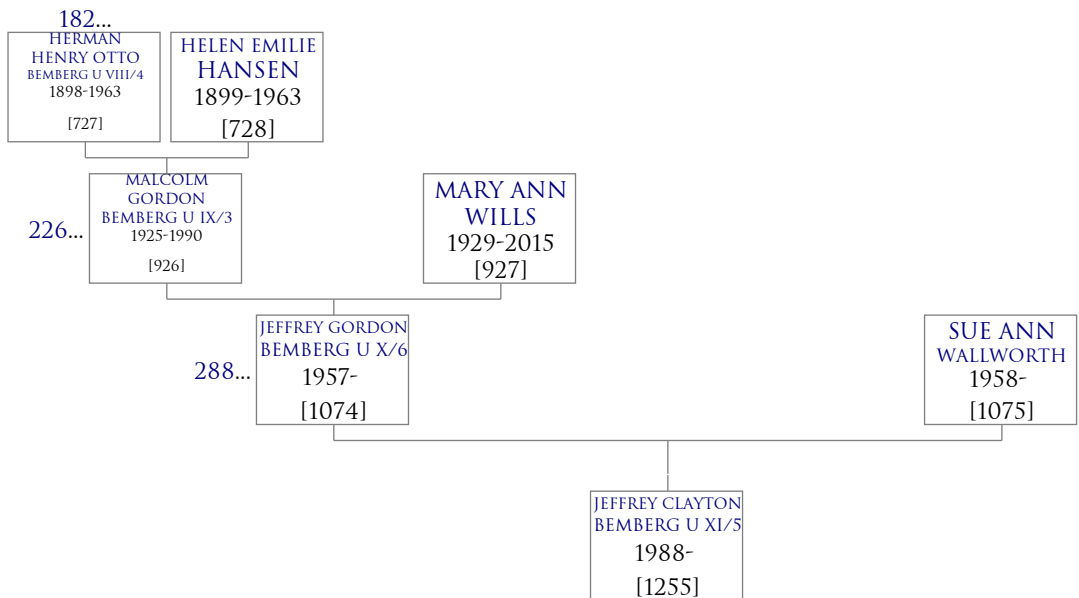 182...
HERMAN
HENRY OTTO
BEMBERG U VIII/4
1898-1963
[727]
HELEN EMILIE
HANSEN
1899-1963
[728]
226...
MALCOLM
GORDON
BEMBERG U IX/3
1925-1990
[926]
MARY ANN
WILLS
1929-2015
[927]
288...
JEFFREY GORDON
BEMBERG U X/6
1957-
[1074]
SUE ANN
WALLWORTH
1958-
[1075]
JEFFREY CLAYTON
BEMBERG U XI/5
1988-
[1255]